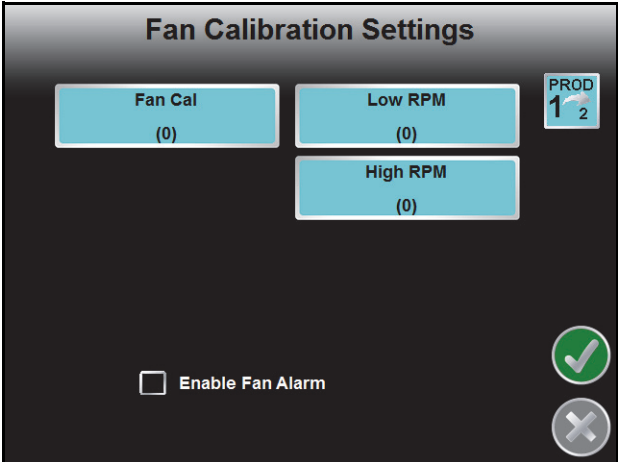 Fan Calibration Settings
Fan Cal
(0)
Low RPM
(0)
PROD
1 2
High RPM
(0)
Enable Fan Alarm